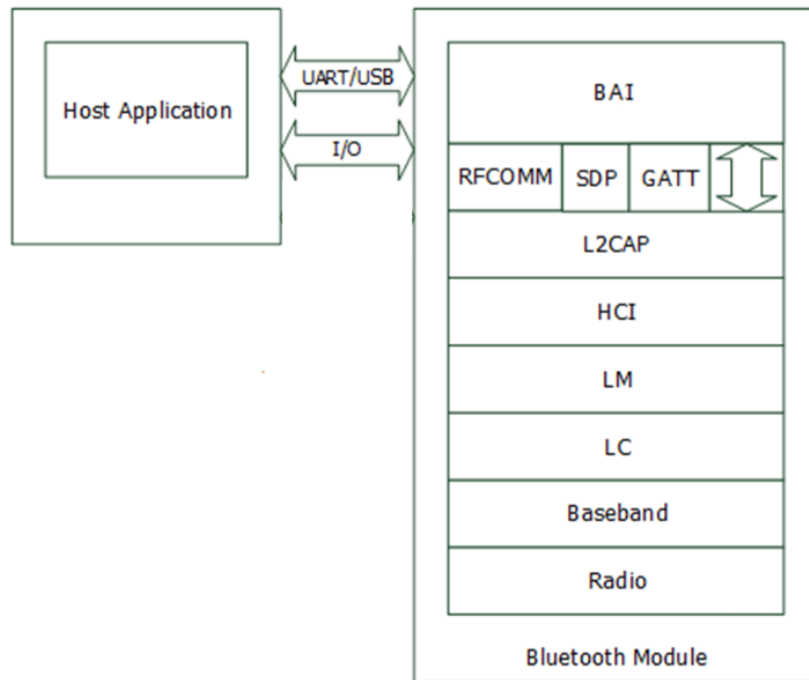 Host Application
UART/USB
I/O
BAI
RFCOMM SDP GATT
L2CAP
HCI
LM
LC
Baseband
Radio
Bluetooth Module